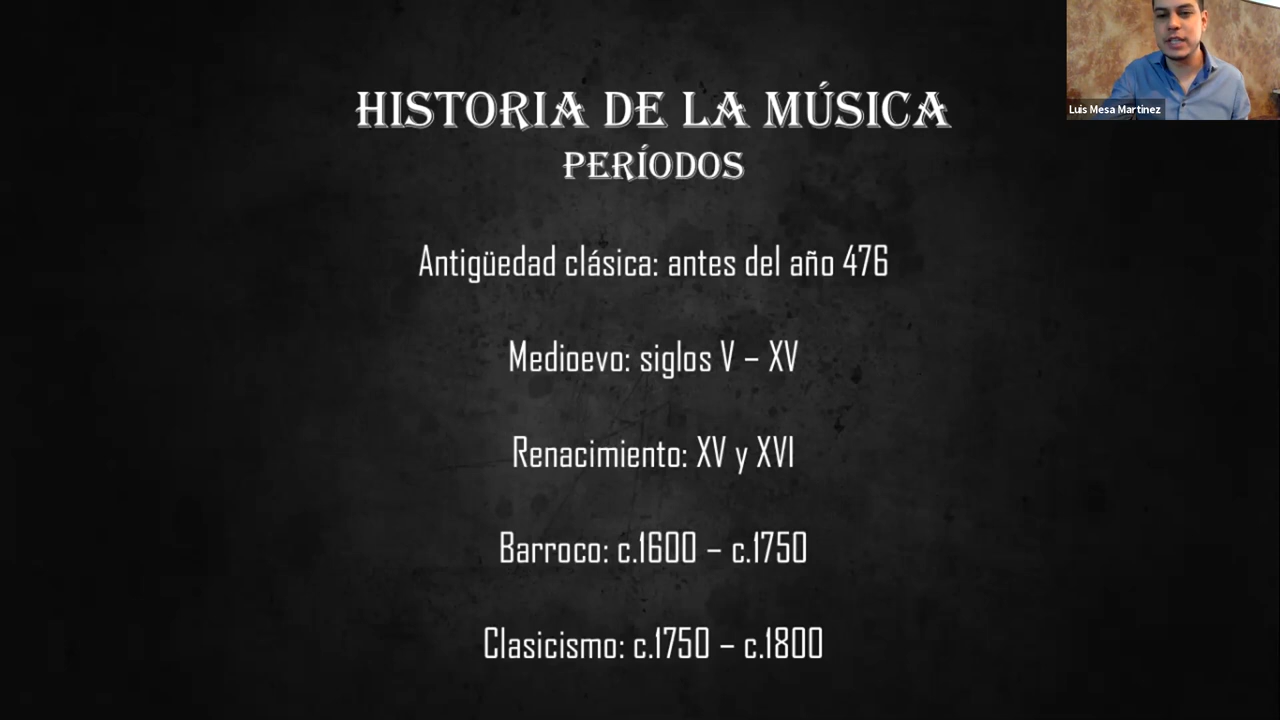 HISTORIA DE LA MÚSICA
PERÍODOS
Antigüedad clásica: antes del año 476
Medioevo: siglos V – XV
Renacimiento: XV y XVI
Barroco: c.1600 – c.1750
Clasicismo: c.1750 – c.1800
Luis Mesa Martinez